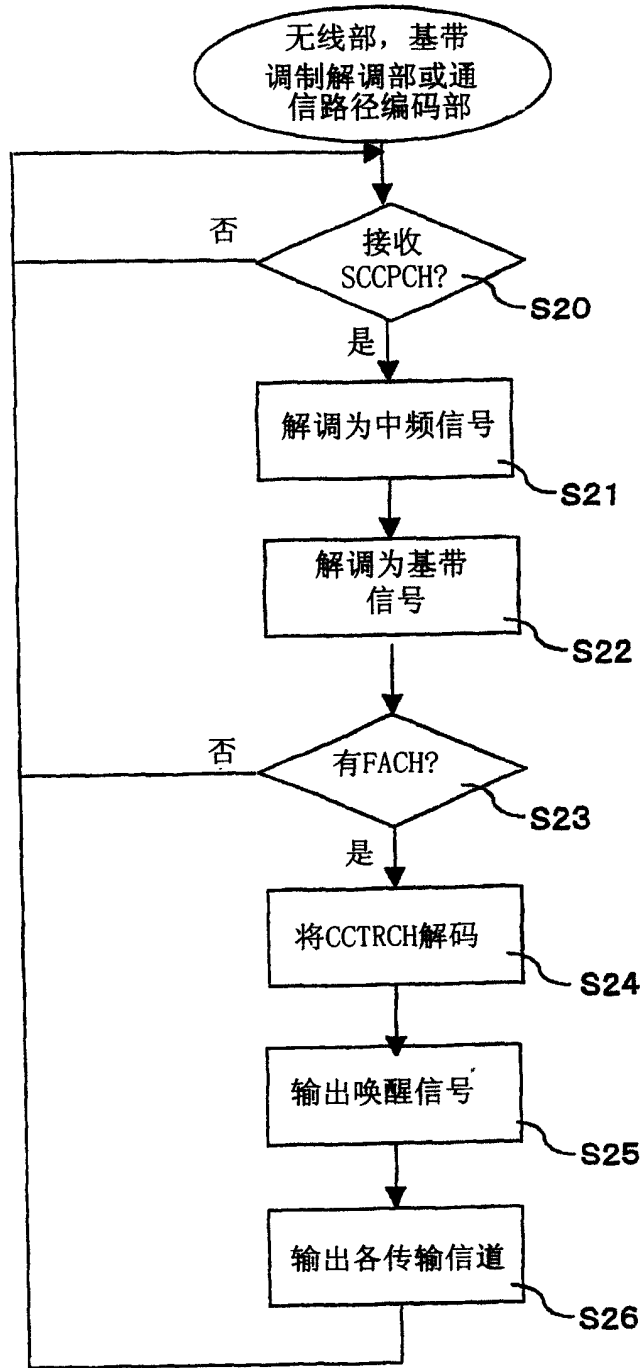 无线部，基带
调制解调部或通
信路径编码部
否
接收
SCCPCH?
S20
是
解调为中频信号
S21
解调为基带
信号
S22
否
有FACH?
S23
是
将CCTRCH解码
S24
输出唤醒信号
S25
输出各传输信道
S26